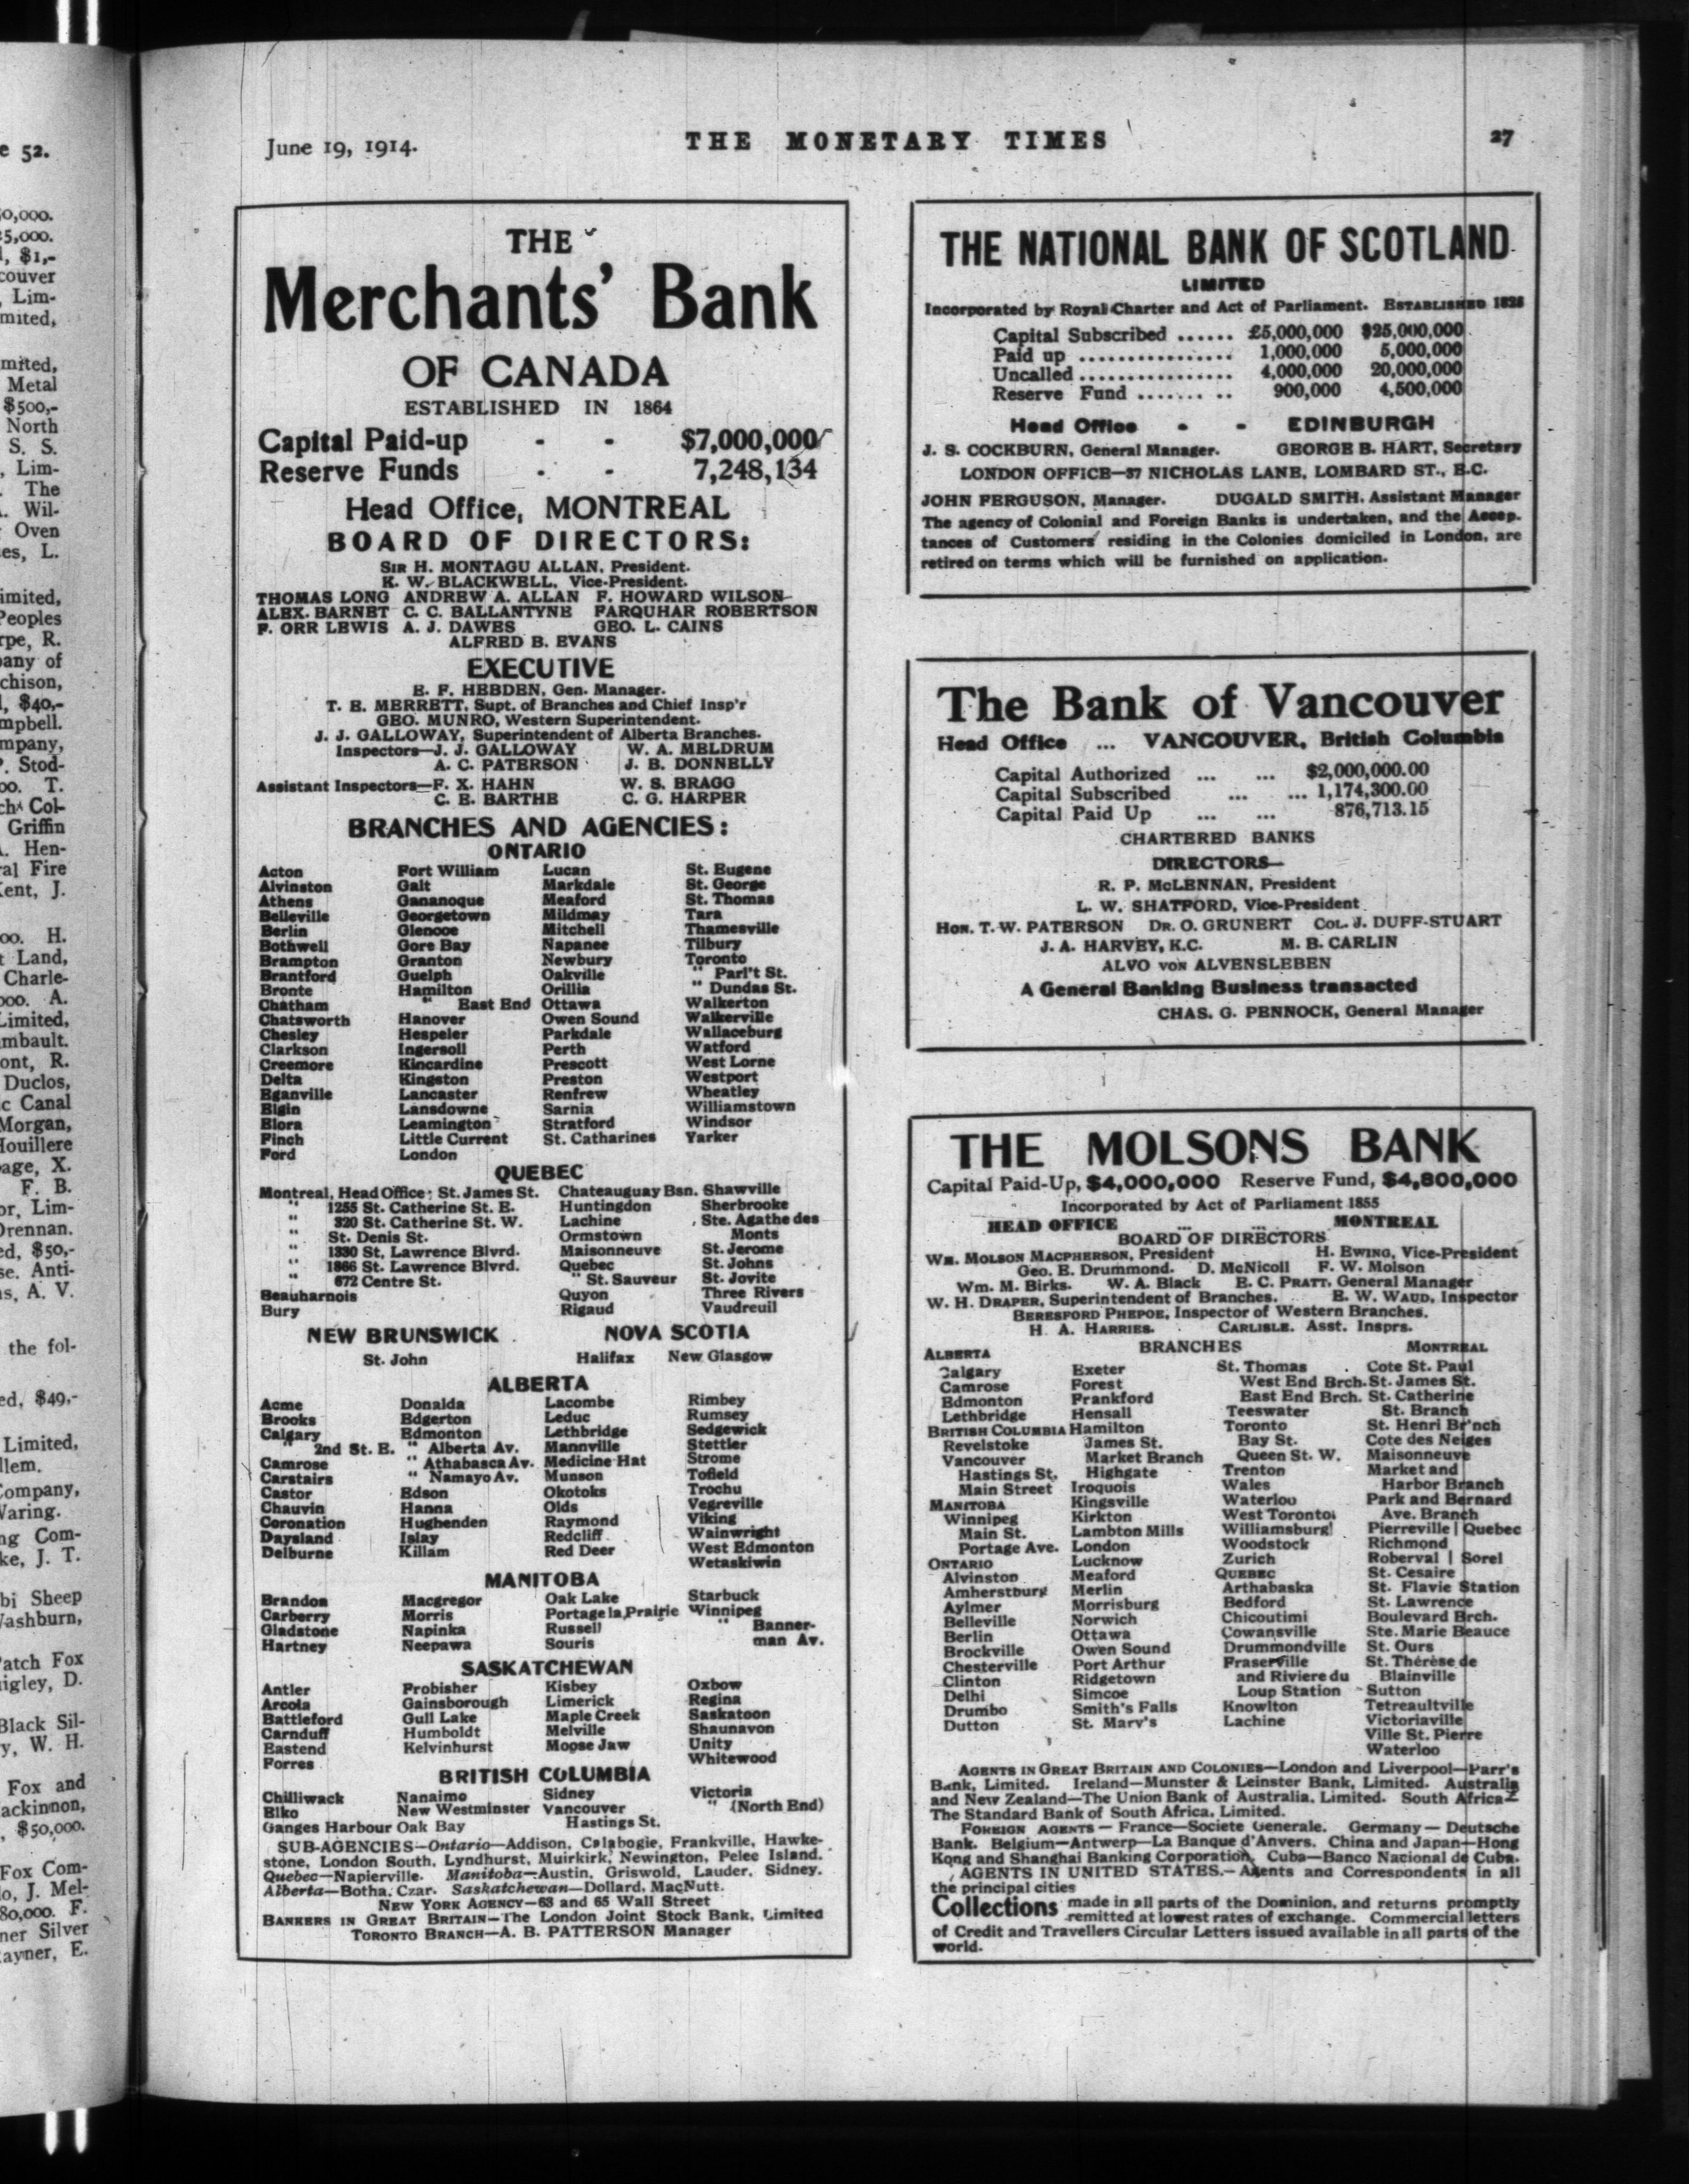 June 19, 1914.
THE MONETARY TIMES
27
THE
Merchants' Bank
OF CANADA
ESTABLISHED IN 1864
Capital Paid-up - - $7,000,000
Reserve Funds - - 7,248,134
Head Office, MONTREAL
BOARD OF DIRECTORS:
SIR H. MONTAGU ALLAN, President.
K. W. BLACKWELL, Vice-President.
THOMAS LONG ANDREW A. ALLAN F. HOWARD WILSON
ALEX. BARNET C. C. BALLANTYNE FARQUHAR ROBERTSON
F. ORR LEWIS A. J. DAWES GEO. L. CAINS
ALFRED B. EVANS
EXECUTIVE
E. F. HEBDEN, Gen. Manager.
T. E. MERRETT, Supt. of Branches and Chief Insp'r
GEO. MUNRO, Western Superintendent.
J. J. GALLOWAY, Superintendent of Alberta Branches.
Inspectors—J. J. GALLOWAY W. A. MELDRUM
A. C. PATERSON J. B. DONNELLY
Assistant Inspectors—F. X. HAHN W. S. BRAGG
C. E. BARTHE C. G. HARPER
BRANCHES AND AGENCIES:
ONTARIO
Acton Fort William Lucan St. Eugene
Alvinston Galt Markdale St. George
Athens Gananoque Meaford St. Thomas
Belleville Georgetown Mildmay Tara
Berlin Glencoe Mitchell Thamesville
Bothwell Gore Bay Napanee Tilbury
Brampton Granton Newbury Toronto
Brantford Guelph Oakville " Parl't St.
Bronte Hamilton Orillia " Dundas St.
Chatham " East End Ottawa Walkerton
Chatsworth Hanover Owen Sound Walkerville
Chesley Hespeler Parkdale Wallaceburg
Clarkson Ingersoll Perth Watford
Creemore Kincardine Prescott West Lorne
Delta Kingston Preston Westport
Eganville Lancaster Renfrew Wheatley
Elgin Lansdowne Sarnia Williamstown
Elora Leamington Stratford Windsor
Finch Little Current St. Catharines Yarker
Ford London
QUEBEC
Montreal, Head Office: St. James St. Chateauguay Bsn. Shawville
" 1255 St. Catherine St. E. Huntingdon Sherbrooke
" 320 St. Catherine St. W. Lachine Ste. Agathe des
" St. Denis St. Ormstown Monts
" 1330 St. Lawrence Blvrd. Maisonneuve St. Jerome
" 1866 St. Lawrence Blvrd. Quebec St. Johns
" 672 Centre St. " St. Sauveur St. Jovite
Beauharnois Quyon Three Rivers
Bury Rigaud Vaudreuil
NEW BRUNSWICK NOVA SCOTIA
St. John Halifax New Glasgow
ALBERTA
Acme Donalda Lacombe Rimbey
Brooks Edgerton Leduc Rumsey
Calgary Edmonton Lethbridge Sedgewick
" 2nd St. E. " Alberta Av. Mannville Stettler
Camrose " Athabasca Av. Medicine Hat Strome
Carstairs " Namayo Av. Munson Tofield
Castor Edson Okotoks Trochu
Chauvin Hanna Olds Vegreville
Coronation Hughenden Raymond Viking
Daysland Islay Redcliff Wainwright
Delburne Killam Red Deer West Edmonton
Wetaskiwin
MANITOBA
Brandon Macgregor Oak Lake Starbuck
Carberry Morris Portage la Prairie Winnipeg
Gladstone Napinka Russell " Banner-
Hartney Neepawa Souris man Av.
SASKATCHEWAN
Antler Frobisher Kisbey Oxbow
Arcola Gainsborough Limerick Regina
Battleford Gull Lake Maple Creek Saskatoon
Carnduff Humboldt Melville Shaunavon
Eastend Kelvinhurst Moose Jaw Unity
Forres Whitewood
BRITISH COLUMBIA
Chilliwack Nanaimo Sidney Victoria
Elko New Westminster Vancouver " (North End)
Ganges Harbour Oak Bay Hastings St.
SUB-AGENCIES—Ontario—Addison, Calabogie, Frankville, Hawke-
stone, London South, Lyndhurst, Muirkirk, Newington, Pelee Island.
Quebec—Napierville. Manitoba—Austin, Griswold, Lauder, Sidney.
Alberta—Botha, Czar. Saskatchewan—Dollard, MacNutt.
NEW YORK AGENCY—63 and 65 Wall Street
BANKERS IN GREAT BRITAIN—The London Joint Stock Bank, Limited
TORONTO BRANCH—A. B. PATTERSON Manager
THE NATIONAL BANK OF SCOTLAND
LIMITED
Incorporated by Royal Charter and Act of Parliament. ESTABLISHED 1825
Capital Subscribed ...... £5,000,000 $25,000,000
Paid up ................ 1,000,000 5,000,000
Uncalled ................ 4,000,000 20,000,000
Reserve Fund ....... .. 900,000 4,500,000
Head Office - - EDINBURGH
J. S. COCKBURN, General Manager. GEORGE B. HART, Secretary
LONDON OFFICE—37 NICHOLAS LANE, LOMBARD ST., E.C.
JOHN FERGUSON, Manager. DUGALD SMITH, Assistant Manager
The agency of Colonial and Foreign Banks is undertaken, and the Accep-
tances of Customers residing in the Colonies domiciled in London, are
retired on terms which will be furnished on application.
The Bank of Vancouver
Head Office ... VANCOUVER, British Columbia
Capital Authorized ... ... $2,000,000.00
Capital Subscribed ... ... 1,174,300.00
Capital Paid Up ... ... 876,713.15
CHARTERED BANKS
DIRECTORS—
R. P. McLENNAN, President
L. W. SHATFORD, Vice-President
HON. T. W. PATERSON DR. O. GRUNERT COL. J. DUFF-STUART
J. A. HARVEY, K.C. M. B. CARLIN
ALVO VON ALVENSLEBEN
A General Banking Business transacted
CHAS. G. PENNOCK, General Manager
THE MOLSONS BANK
Capital Paid-Up, $4,000,000 Reserve Fund, $4,800,000
Incorporated by Act of Parliament 1855
HEAD OFFICE ... ... MONTREAL
BOARD OF DIRECTORS
WM. MOLSON MACPHERSON, President H. EWING, Vice-President
Geo. E. Drummond. D. McNicoll F. W. Molson
Wm. M. Birks. W. A. Black E. C. PRATT, General Manager
W. H. DRAPER, Superintendent of Branches. E. W. WAUD, Inspector
BERESFORD PHEPOE, Inspector of Western Branches.
H. A. HARRIES. CARLISLE. Asst. Insprs.
BRANCHES
ALBERTA
Calgary
Camrose
Edmonton
Lethbridge
BRITISH COLUMBIA
Revelstoke
Vancouver
Hastings St.
Main Street
MANITOBA
Winnipeg
Main St.
Portage Ave.
ONTARIO
Alvinston
Amherstburg
Aylmer
Belleville
Berlin
Brockville
Chesterville
Clinton
Delhi
Drumbo
Dutton
Exeter
Forest
Frankford
Hensall
Hamilton
James St.
Market Branch
Highgate
Iroquois
Kingsville
Kirkton
Lambton Mills
London
Lucknow
Meaford
Merlin
Morrisburg
Norwich
Ottawa
Owen Sound
Port Arthur
Ridgetown
Simcoe
Smith's Falls
St. Mary's
St. Thomas
West End Brch.
East End Brch.
Teeswater
Toronto
Bay St.
Queen St. W.
Trenton
Wales
Waterloo
West Toronto
Williamsburg
Woodstock
Zurich
QUEBEC
Arthabaska
Bedford
Chicoutimi
Cowansville
Drummondville
Fraserville
and Riviere du
Loup Station
Knowlton
Lachine
MONTREAL
Cote St. Paul
St. James St.
St. Catherine
St. Branch
St. Henri Br'nch
Cote des Neiges
Maisonneuve
Market and
Harbor Branch
Park and Bernard
Ave. Branch
Pierreville | Quebec
Richmond
Roberval | Sorel
St. Cesaire
St. Flavie Station
St. Lawrence
Boulevard Brch.
Ste. Marie Beauce
St. Ours
St. Thérèse de
Blainville
Sutton
Tetreaultville
Victoriaville
Ville St. Pierre
Waterloo
AGENTS IN GREAT BRITAIN AND COLONIES—London and Liverpool—Parr's
Bank, Limited. Ireland—Munster & Leinster Bank, Limited. Australia
and New Zealand—The Union Bank of Australia, Limited. South Africa—
The Standard Bank of South Africa, Limited.
FOREIGN AGENTS—France—Societe Generale. Germany—Deutsche
Bank. Belgium—Antwerp—La Banque d'Anvers. China and Japan—Hong
Kong and Shanghai Banking Corporation. Cuba—Banco Nacional de Cuba.
AGENTS IN UNITED STATES.—Agents and Correspondents in all
the principal cities
Collections made in all parts of the Dominion, and returns promptly
remitted at lowest rates of exchange. Commercial letters
of Credit and Travellers Circular Letters issued available in all parts of the
world.